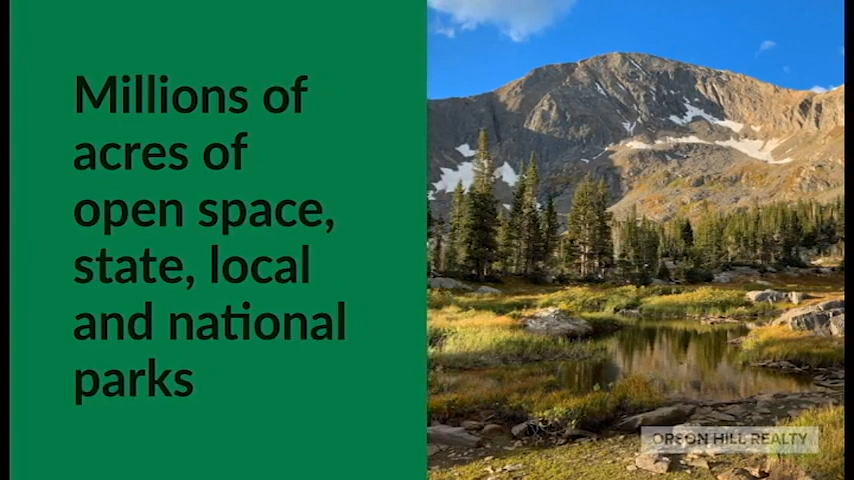 Millions of
acres of
open space,
state, local
and national
parks
ORSON HILL REALTY